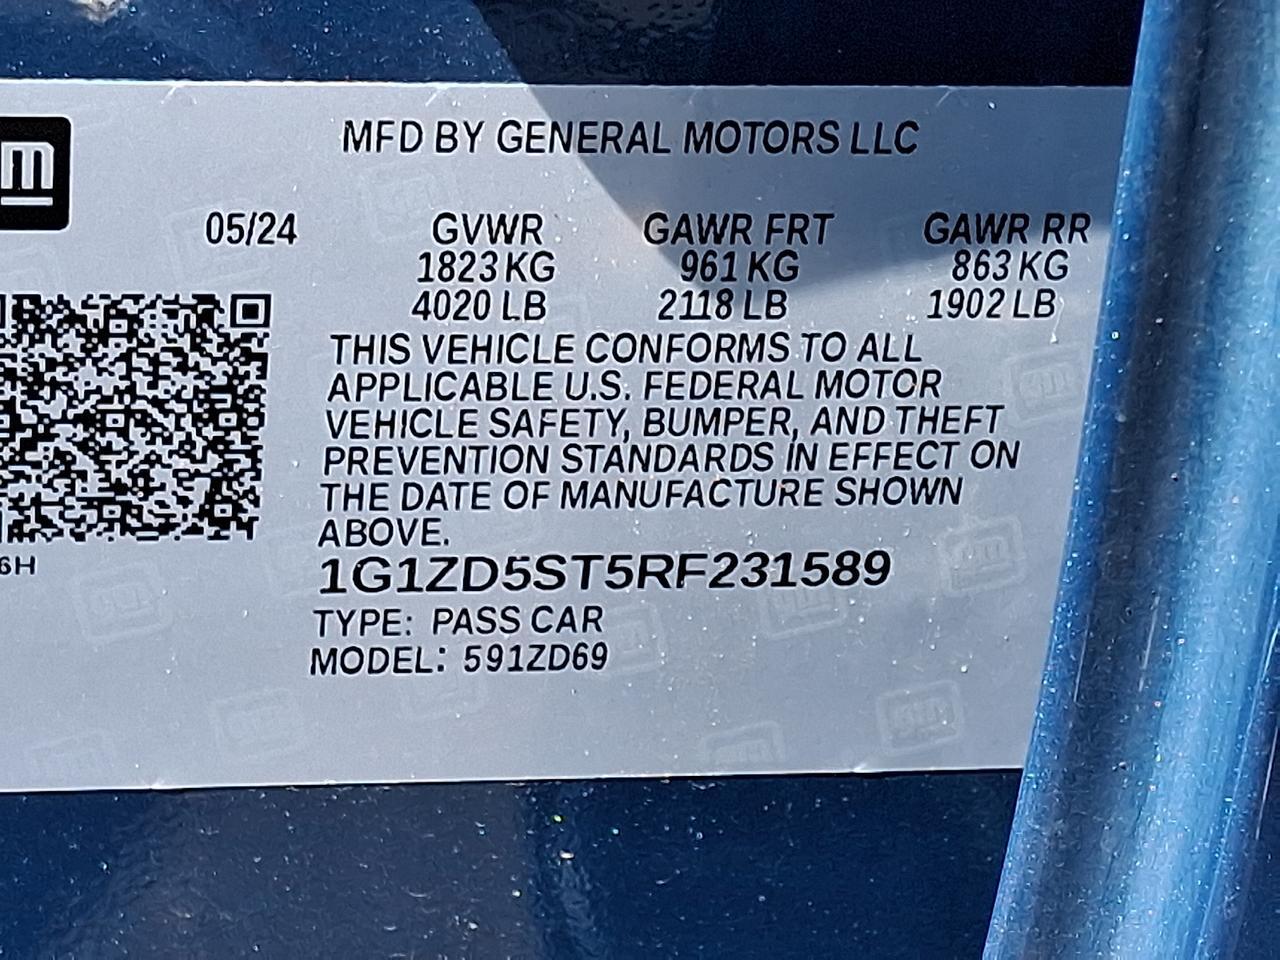 m
MFD BY GENERAL MOTORS LLC
05/24 GVWR GAWR FRT GAWR RR
1823 KG 961 KG 863 KG
4020 LB 2118 LB 1902 LB
THIS VEHICLE CONFORMS TO ALL
APPLICABLE U.S. FEDERAL MOTOR
VEHICLE SAFETY, BUMPER, AND THEFT
PREVENTION STANDARDS IN EFFECT ON
THE DATE OF MANUFACTURE SHOWN
ABOVE.
6H
1G1ZD5ST5RF231589
TYPE: PASS CAR
MODEL: 591ZD69